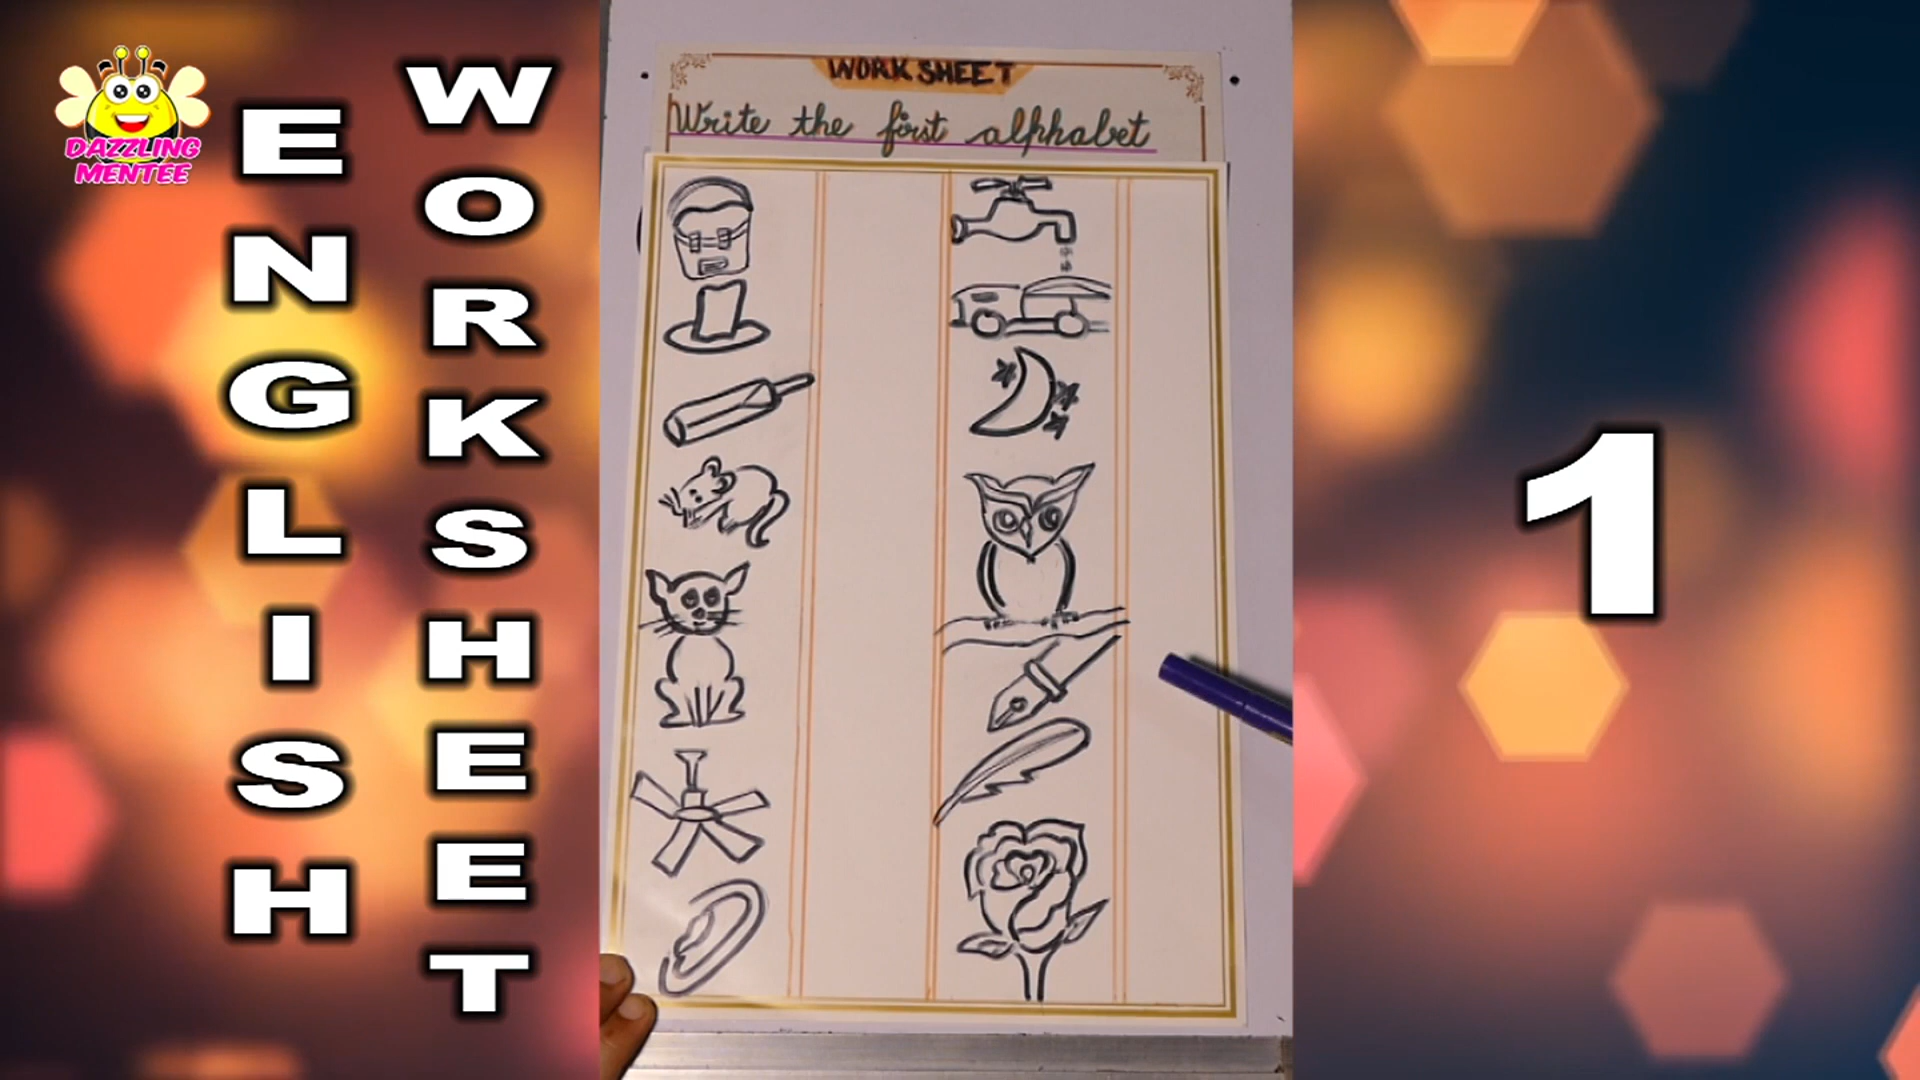 DAZZLING
MENTEE
ENGLISH
WORKSHEET
WORK SHEET
Write the first alphabet
1